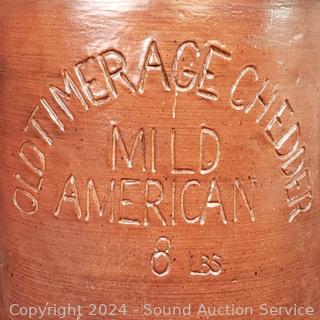 OLD TIMER AGE CHEDDER
MILD
AMERICAN
8 LBS
Copyright © 2024 - Sound Auction Service